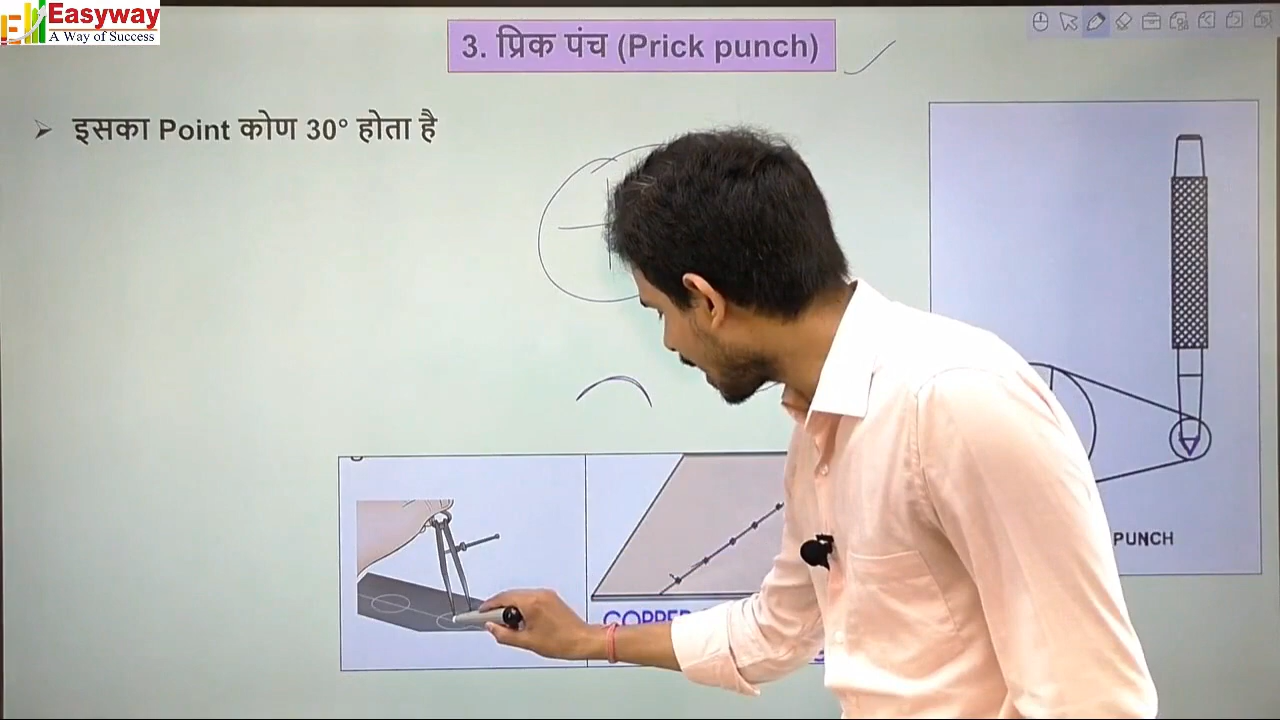 Easyway
A Way of Success
3. प्रिक पंच (Prick punch)
➤ इसका Point कोण 30° होता है
PUNCH
COPPER